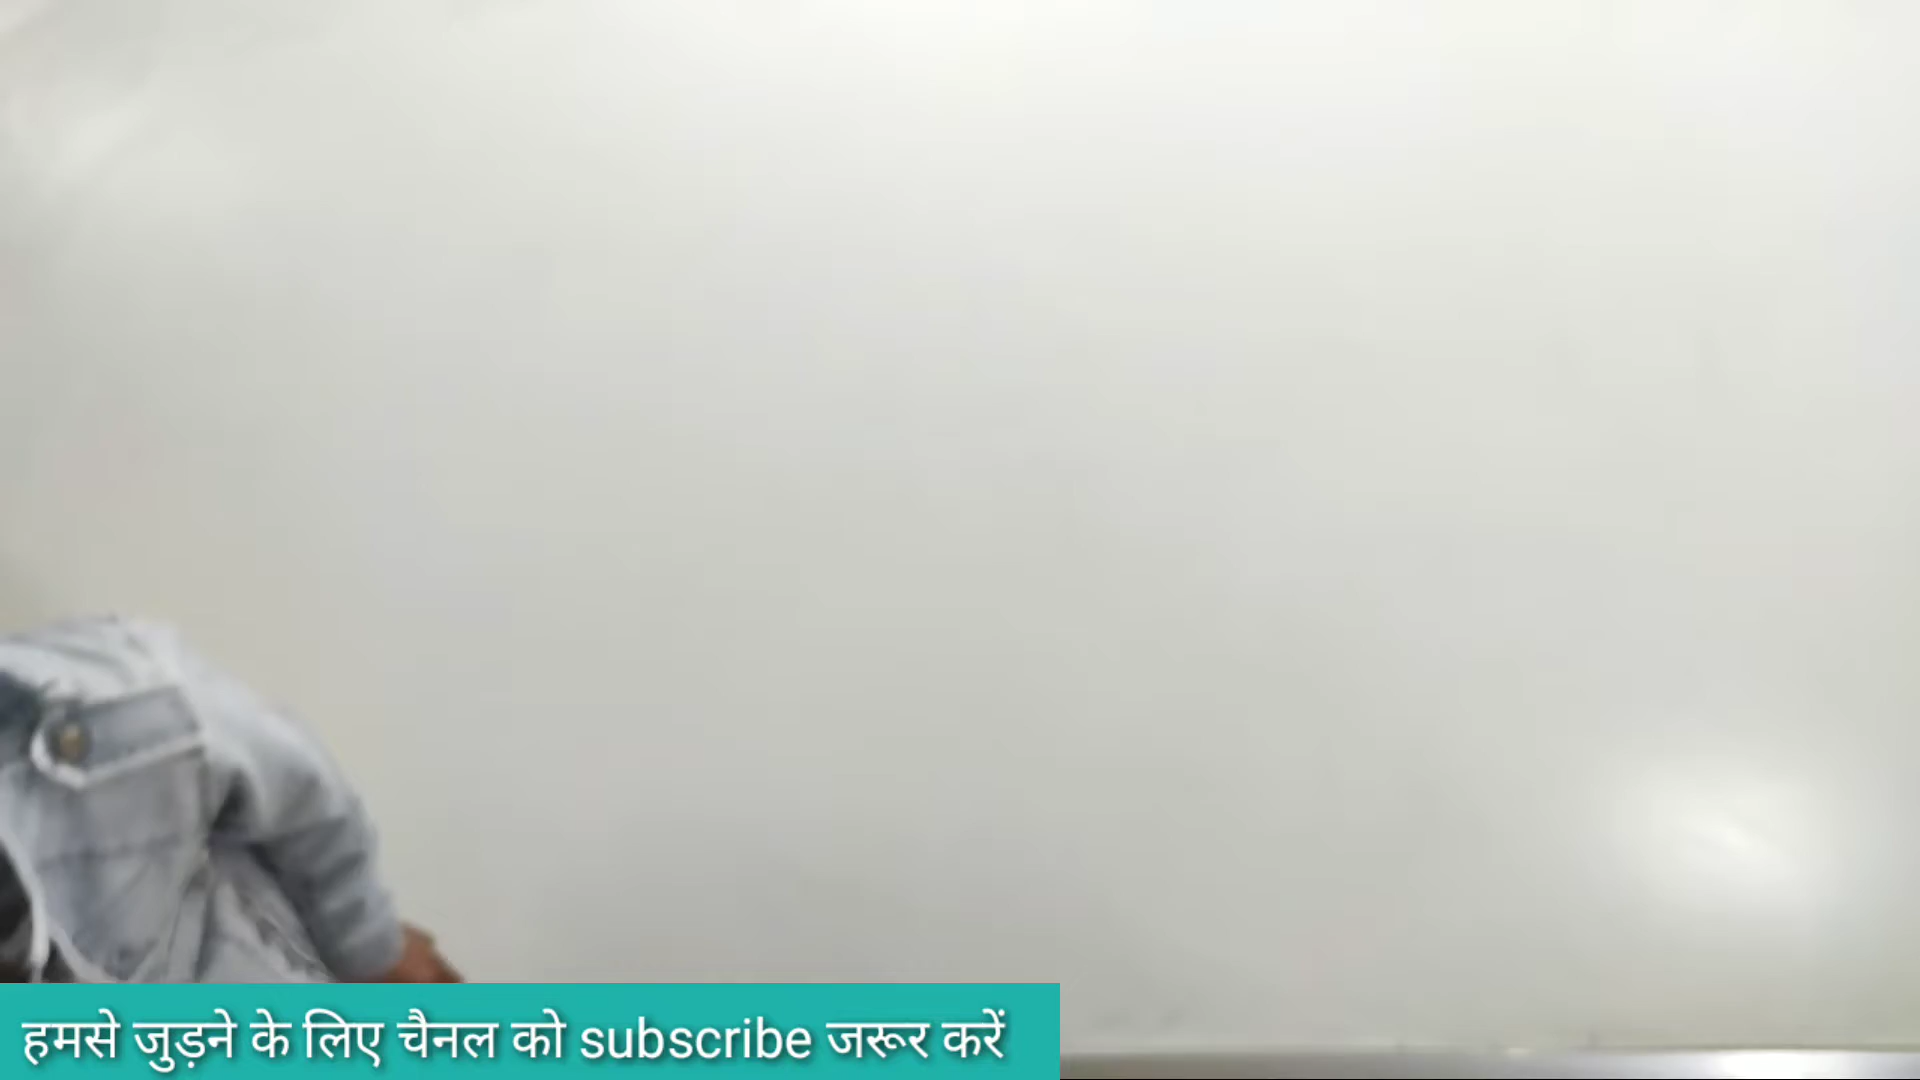 हमसे जुड़ने के लिए चैनल को subscribe जरूर करें